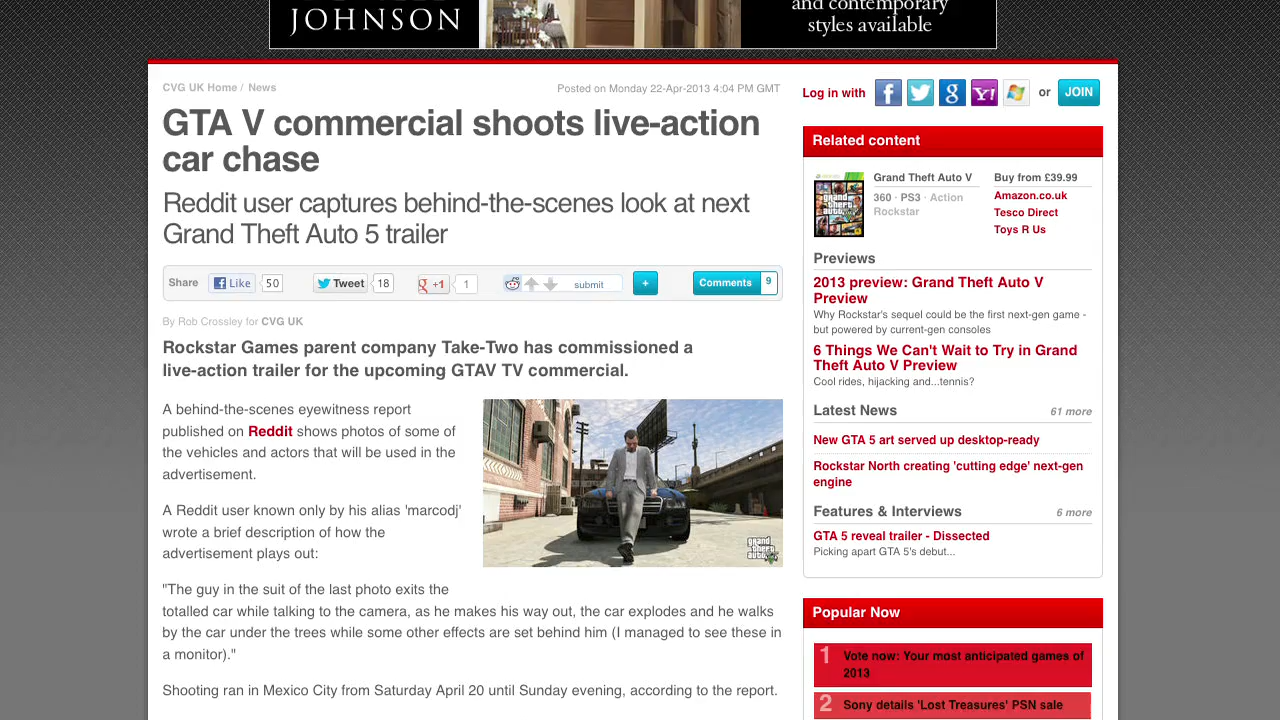 JOHNSON
and contemporary
styles available
CVG UK Home / News
Posted on Monday 22-Apr-2013 4:04 PM GMT
GTA V commercial shoots live-action
car chase
Reddit user captures behind-the-scenes look at next
Grand Theft Auto 5 trailer
Share Like 50 Tweet 18 +1 1 submit + Comments 9
By Rob Crossley for CVG UK
Rockstar Games parent company Take-Two has commissioned a
live-action trailer for the upcoming GTAV TV commercial.
A behind-the-scenes eyewitness report
published on Reddit shows photos of some of
the vehicles and actors that will be used in the
advertisement.
A Reddit user known only by his alias 'marcodj'
wrote a brief description of how the
advertisement plays out:
grand
theft
auto
"The guy in the suit of the last photo exits the
totalled car while talking to the camera, as he makes his way out, the car explodes and he walks
by the car under the trees while some other effects are set behind him (I managed to see these in
a monitor)."
Shooting ran in Mexico City from Saturday April 20 until Sunday evening, according to the report.
Log in with f g Y! or JOIN
Related content
Grand Theft Auto V
360 · PS3 · Action
Rockstar
Buy from £39.99
Amazon.co.uk
Tesco Direct
Toys R Us
Previews
2013 preview: Grand Theft Auto V
Preview
Why Rockstar's sequel could be the first next-gen game -
but powered by current-gen consoles
6 Things We Can't Wait to Try in Grand
Theft Auto V Preview
Cool rides, hijacking and...tennis?
Latest News 61 more
New GTA 5 art served up desktop-ready
Rockstar North creating 'cutting edge' next-gen
engine
Features & Interviews 6 more
GTA 5 reveal trailer - Dissected
Picking apart GTA 5's debut...
Popular Now
1 Vote now: Your most anticipated games of
2013
2 Sony details 'Lost Treasures' PSN sale